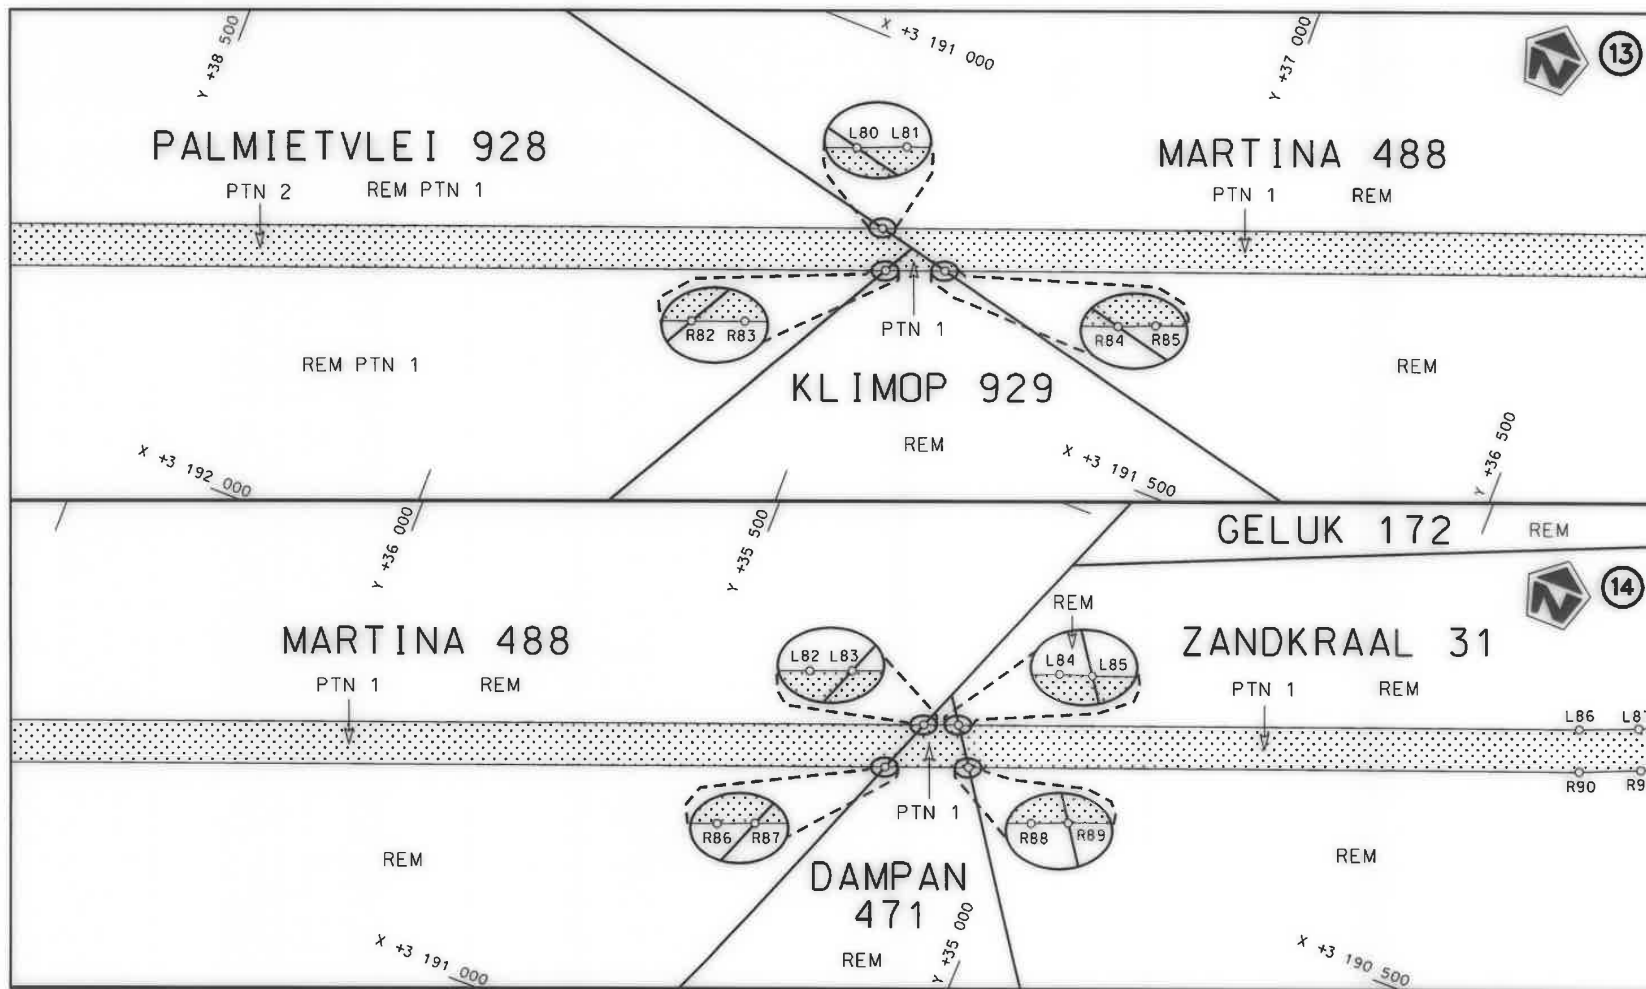 Y +38 500
X +3 191 000
Y +37 000
N
13
PALMIETVLEI 928
PTN 2 REM PTN 1
L80 L81
MARTINA 488
PTN 1 REM
R82 R83
PTN 1
R84 R85
REM PTN 1
KLIMOP 929
REM
REM
X +3 192 000
X +3 191 500
Y +36 500
Y +36 000
Y +35 500
GELUK 172 REM
N
14
MARTINA 488
PTN 1 REM
L82 L83
REM
L84 L85
ZANDKRAAL 31
PTN 1 REM
L86
R90
R86 R87
PTN 1
R88 R89
REM
DAMPAN
471
REM
REM
X +3 191 000
Y +35 000
X +3 190 500